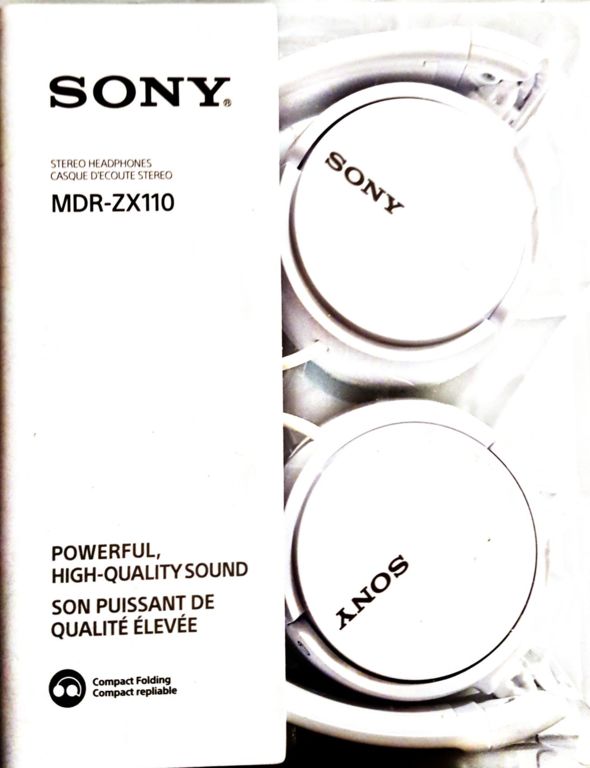 SONY®
STEREO HEADPHONES
CASQUE D'ECOUTE STEREO
MDR-ZX110
POWERFUL,
HIGH-QUALITY SOUND
SON PUISSANT DE
QUALITÉ ÉLEVÉE
Compact Folding
Compact repliable
SONY
SONY